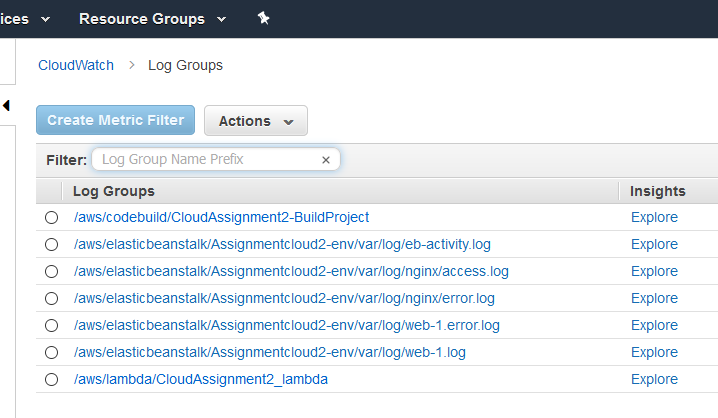 ices Resource Groups
CloudWatch > Log Groups
Create Metric Filter Actions
Filter: Log Group Name Prefix ×
Log Groups Insights
/aws/codebuild/CloudAssignment2-BuildProject Explore
/aws/elasticbeanstalk/Assignmentcloud2-env/var/log/eb-activity.log Explore
/aws/elasticbeanstalk/Assignmentcloud2-env/var/log/nginx/access.log Explore
/aws/elasticbeanstalk/Assignmentcloud2-env/var/log/nginx/error.log Explore
/aws/elasticbeanstalk/Assignmentcloud2-env/var/log/web-1.error.log Explore
/aws/elasticbeanstalk/Assignmentcloud2-env/var/log/web-1.log Explore
/aws/lambda/CloudAssignment2_lambda Explore